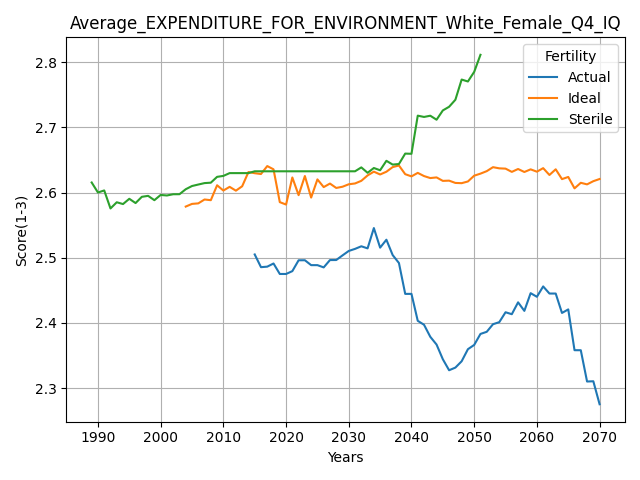 Average_EXPENDITURE_FOR_ENVIRONMENT_White_Female_Q4_IQ
Fertility
Actual
Ideal
Sterile
Score(1-3)
2.8
2.7
2.6
2.5
2.4
2.3
1990 2000 2010 2020 2030 2040 2050 2060 2070
Years